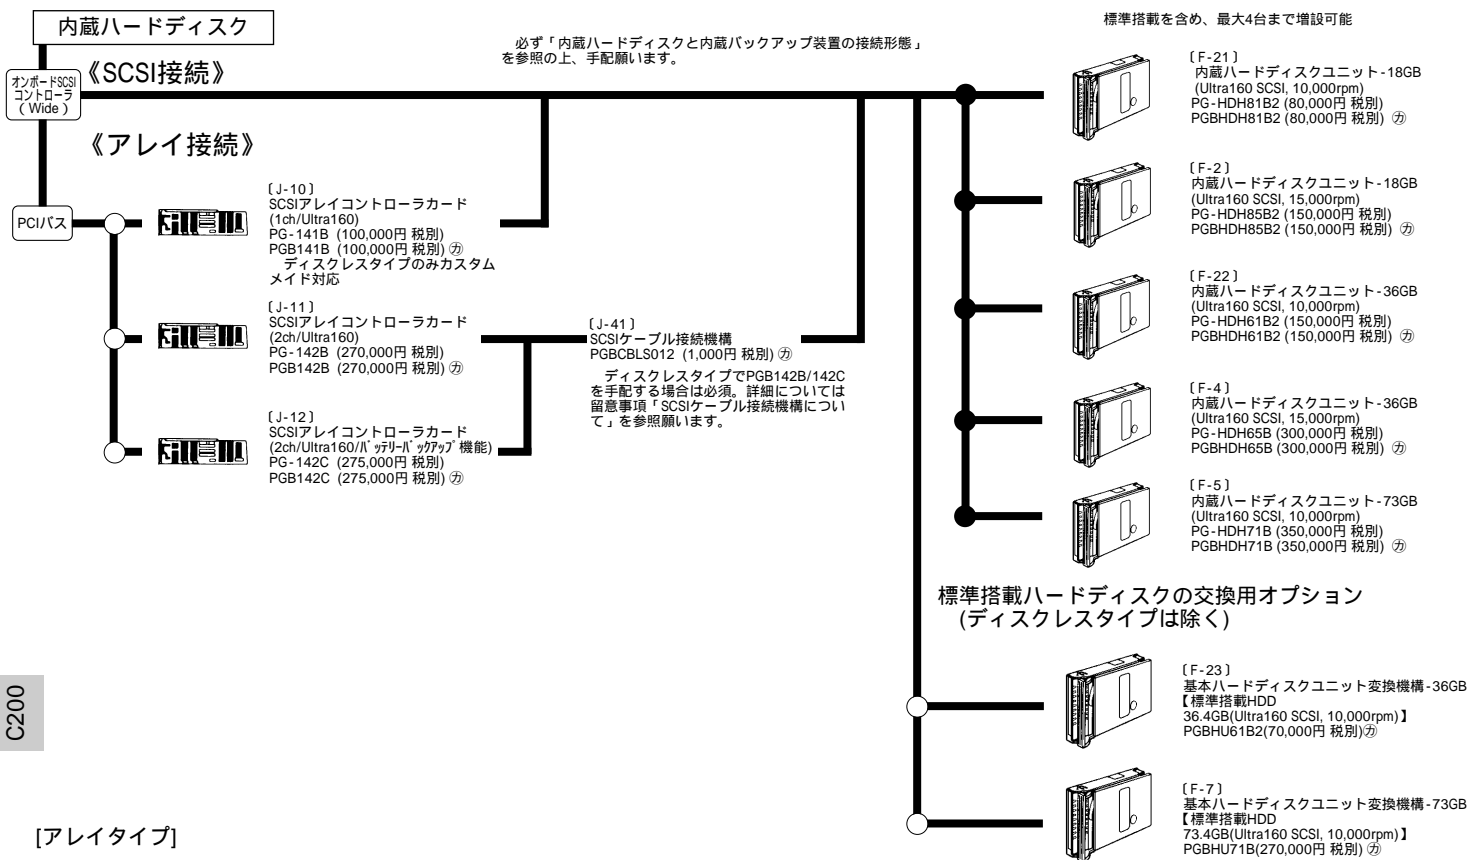 内蔵ハードディスク
標準搭載を含め、最大4台まで増設可能
必ず「内蔵ハードディスクと内蔵バックアップ装置の接続形態」
を参照の上、手配願います。
オンボードSCSI
コントローラ
( Wide )
《SCSI接続》
《アレイ接続》
PCIバス
〔J-10〕
SCSIアレイコントローラカード
(1ch/Ultra160)
PG-141B (100,000円 税別)
PGB141B (100,000円 税別) ㋕
ディスクレスタイプのみカスタム
メイド対応
〔J-11〕
SCSIアレイコントローラカード
(2ch/Ultra160)
PG-142B (270,000円 税別)
PGB142B (270,000円 税別) ㋕
〔J-12〕
SCSIアレイコントローラカード
(2ch/Ultra160/バッテリーバックアップ機能)
PG-142C (275,000円 税別)
PGB142C (275,000円 税別) ㋕
〔J-41〕
SCSIケーブル接続機構
PGBCBLS012 (1,000円 税別) ㋕
ディスクレスタイプでPGB142B/142C
を手配する場合は必須。詳細については
留意事項「SCSIケーブル接続機構につい
て」を参照願います。
〔F-21〕
内蔵ハードディスクユニット-18GB
(Ultra160 SCSI, 10,000rpm)
PG-HDH81B2 (80,000円 税別)
PGBHDH81B2 (80,000円 税別) ㋕
〔F-2〕
内蔵ハードディスクユニット-18GB
(Ultra160 SCSI, 15,000rpm)
PG-HDH85B2 (150,000円 税別)
PGBHDH85B2 (150,000円 税別) ㋕
〔F-22〕
内蔵ハードディスクユニット-36GB
(Ultra160 SCSI, 10,000rpm)
PG-HDH61B2 (150,000円 税別)
PGBHDH61B2 (150,000円 税別) ㋕
〔F-4〕
内蔵ハードディスクユニット-36GB
(Ultra160 SCSI, 15,000rpm)
PG-HDH65B (300,000円 税別)
PGBHDH65B (300,000円 税別) ㋕
〔F-5〕
内蔵ハードディスクユニット-73GB
(Ultra160 SCSI, 10,000rpm)
PG-HDH71B (350,000円 税別)
PGBHDH71B (350,000円 税別) ㋕
標準搭載ハードディスクの交換用オプション
(ディスクレスタイプは除く)
〔F-23〕
基本ハードディスクユニット変換機構-36GB
【標準搭載HDD
36.4GB(Ultra160 SCSI, 10,000rpm)】
PGBHU61B2(70,000円 税別)㋕
〔F-7〕
基本ハードディスクユニット変換機構-73GB
【標準搭載HDD
73.4GB(Ultra160 SCSI, 10,000rpm)】
PGBHU71B(270,000円 税別) ㋕
C200
[アレイタイプ]